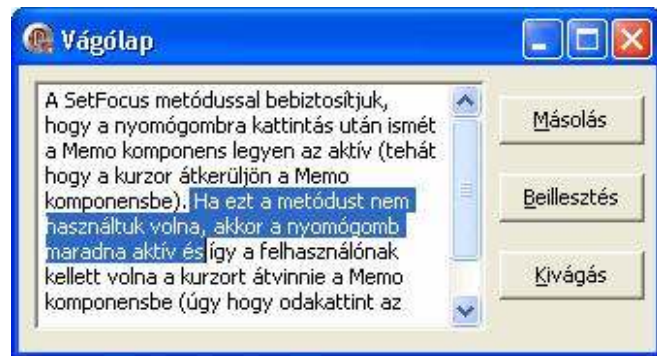 Vágólap
A SetFocus metódussal bebiztosítjuk,
hogy a nyomógombra kattintás után ismét
a Memo komponens legyen az aktív (tehát
hogy a kurzor átkerüljön a Memo
komponensbe). Ha ezt a metódust nem
használtuk volna, akkor a nyomógomb
maradna aktív és így a felhasználónak
kellett volna a kurzort átvinnie a Memo
komponensbe (úgy hogy odakattint az
Másolás
Beillesztés
Kivágás